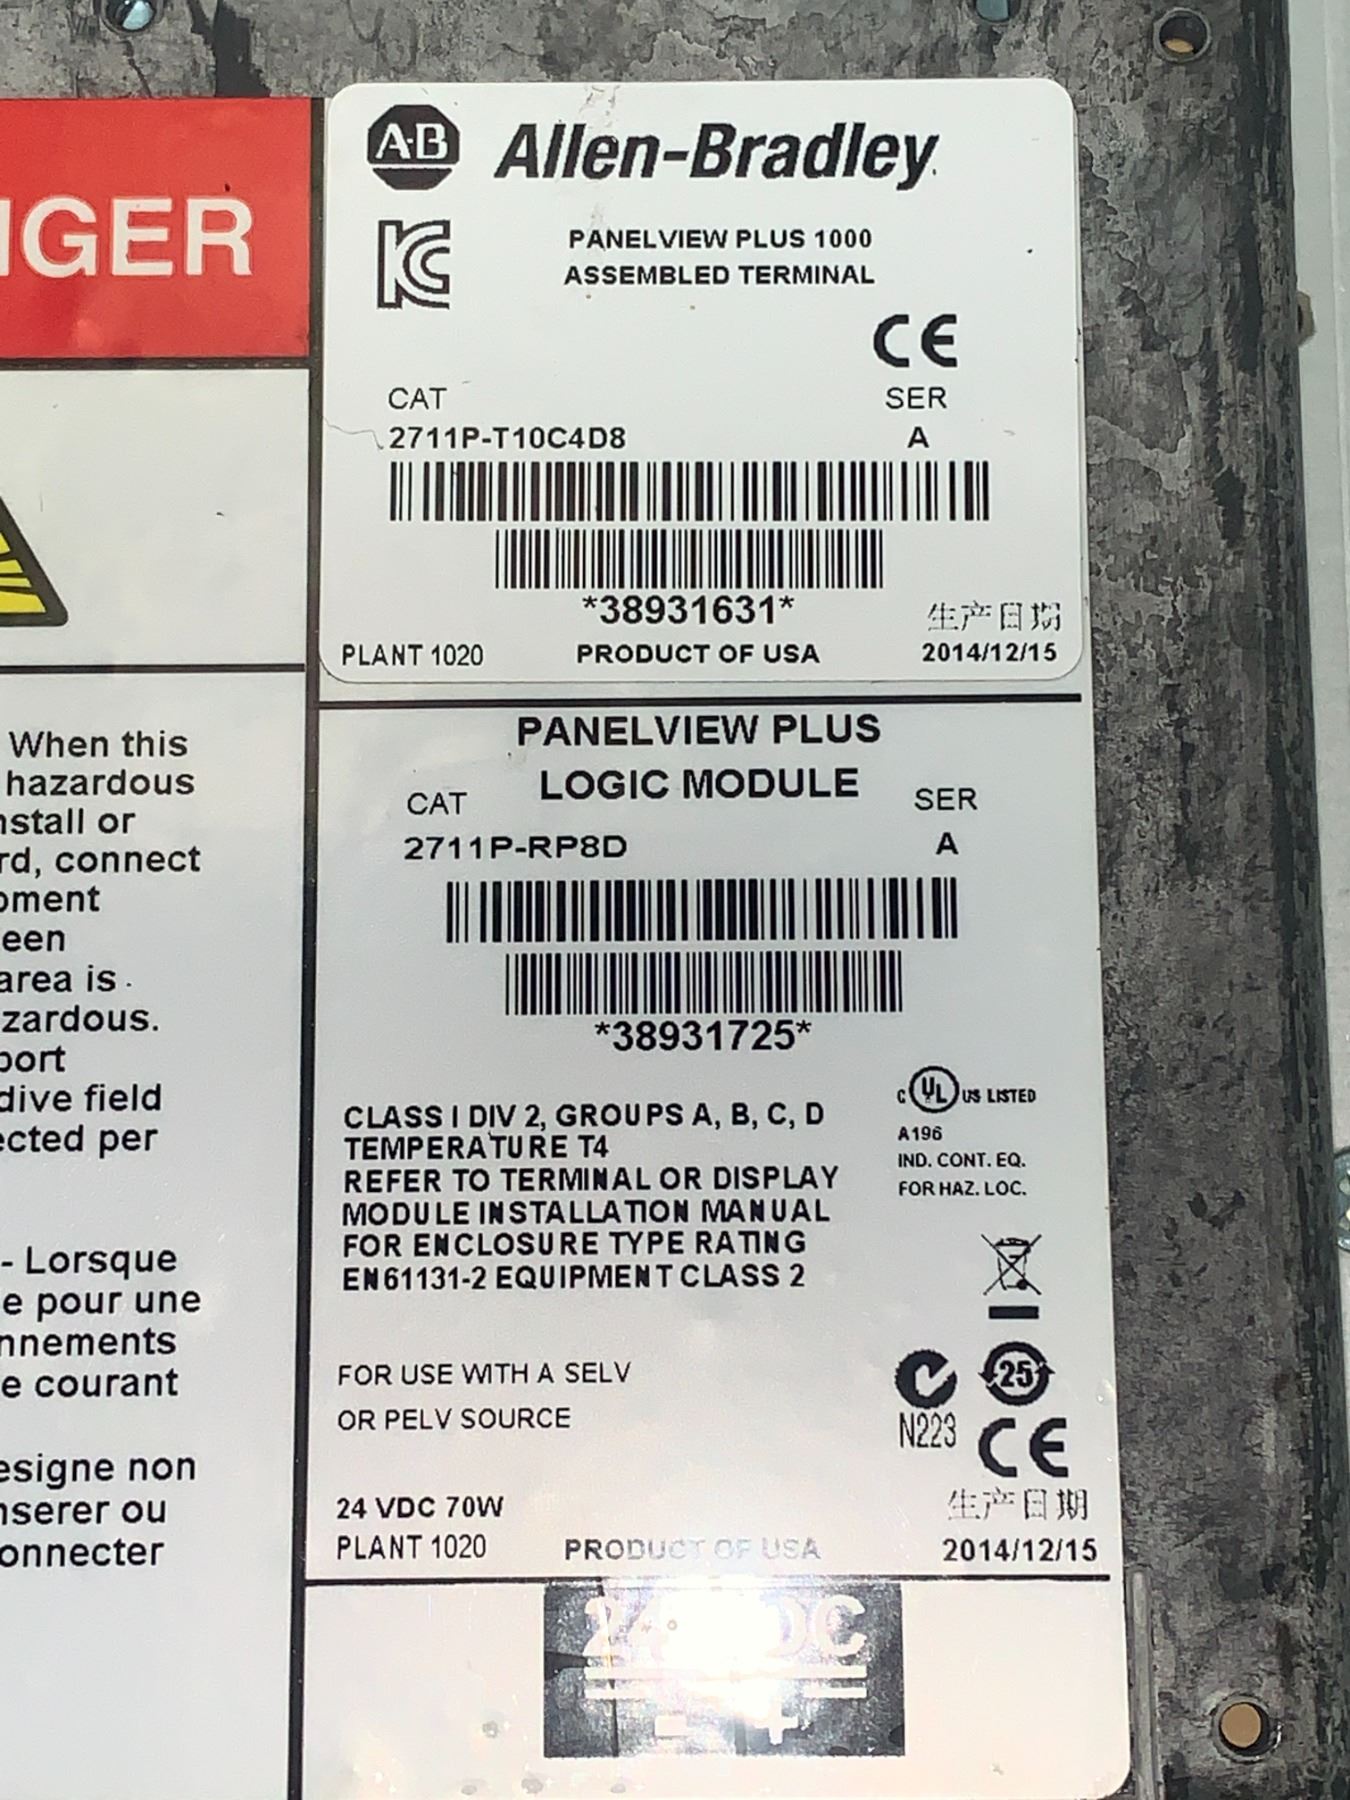 NGER
A-B Allen-Bradley
PANELVIEW PLUS 1000
ASSEMBLED TERMINAL
CE
CAT SER
2711P-T10C4D8 A
*38931631*
生产日期
PLANT 1020 PRODUCT OF USA 2014/12/15
PANELVIEW PLUS
LOGIC MODULE
CAT SER
2711P-RP8D A
*38931725*
C UL US LISTED
A196
IND. CONT. EQ.
FOR HAZ. LOC.
CLASS I DIV 2, GROUPS A, B, C, D
TEMPERATURE T4
REFER TO TERMINAL OR DISPLAY
MODULE INSTALLATION MANUAL
FOR ENCLOSURE TYPE RATING
EN61131-2 EQUIPMENT CLASS 2
FOR USE WITH A SELV
OR PELV SOURCE
25
N223
CE
24 VDC 70W
生产日期
PLANT 1020 PRODUCT OF USA 2014/12/15
- +
When this
hazardous
nstall or
rd, connect
pment
een
area is
zardous.
port
dive field
ected per
- Lorsque
e pour une
nnements
e courant
esigne non
nserer ou
onnecter